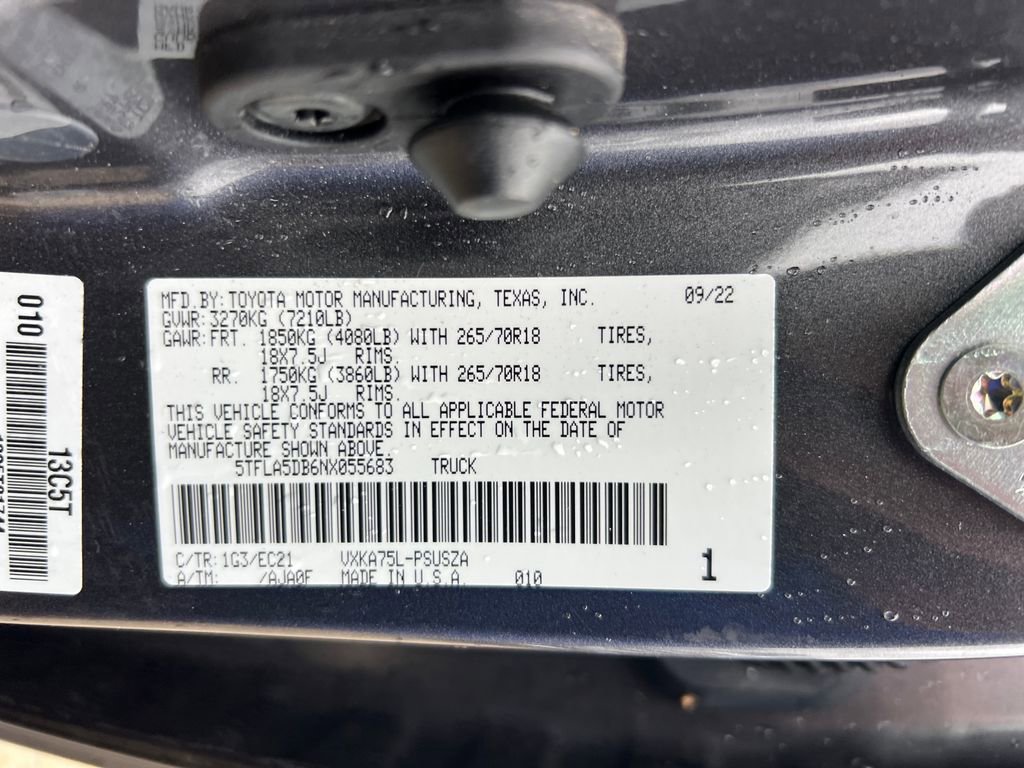 MFD.BY:TOYOTA MOTOR MANUFACTURING, TEXAS, INC. 09/22
GVWR:3270KG (7210LB)
GAWR:FRT. 1850KG (4080LB) WITH 265/70R18 TIRES,
18X7.5J RIMS.
RR. 1750KG (3860LB) WITH 265/70R18 TIRES,
18X7.5J RIMS.
THIS VEHICLE CONFORMS TO ALL APPLICABLE FEDERAL MOTOR
VEHICLE SAFETY STANDARDS IN EFFECT ON THE DATE OF
MANUFACTURE SHOWN ABOVE.
5TFLA5DB6NX055683 TRUCK
C/TR:1G3/EC21 VXKA75L-PSUSZA
A/TM: /AJA0F MADE IN U.S.A. 010 1
010
13C5T